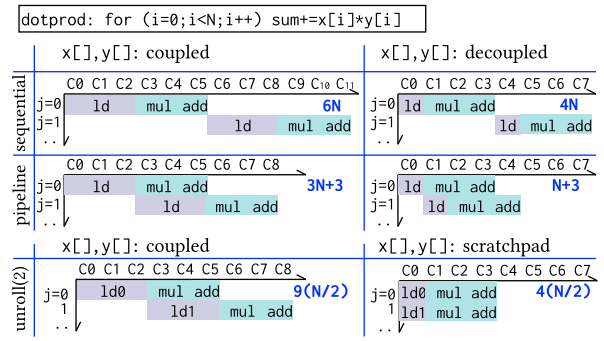 dotprod: for (i=0;i<N;i++) sum+=x[i]*y[i]
x[],y[]: coupled
x[],y[]: decoupled
sequential
C0 C1 C2 C3 C4 C5 C6 C7 C8 C9 C10 C11
C0 C1 C2 C3 C4 C5 C6 C7
j=0 ld mul add 6N
j=0 ld mul add 4N
j=1 ld mul add
j=1 ld mul add
..
..
pipeline
C0 C1 C2 C3 C4 C5 C6 C7 C8
C0 C1 C2 C3 C4 C5 C6 C7
j=0 ld mul add 3N+3
j=0 ld mul add N+3
j=1 ld mul add
j=1 ld mul add
..
..
x[],y[]: coupled
x[],y[]: scratchpad
unroll(2)
C0 C1 C2 C3 C4 C5 C6 C7 C8
C0 C1 C2 C3 C4 C5 C6 C7
j=0 ld0 mul add 9(N/2)
j=0 ld0 mul add 4(N/2)
1 ld1 mul add
1 ld1 mul add
..
..